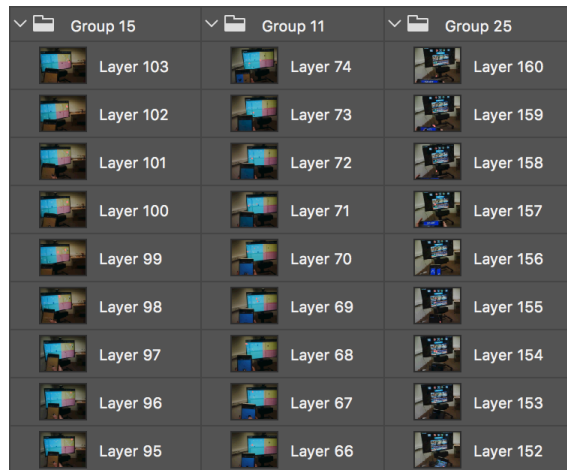 Group 15 Group 11 Group 25
Layer 103 Layer 74 Layer 160
Layer 102 Layer 73 Layer 159
Layer 101 Layer 72 Layer 158
Layer 100 Layer 71 Layer 157
Layer 99 Layer 70 Layer 156
Layer 98 Layer 69 Layer 155
Layer 97 Layer 68 Layer 154
Layer 96 Layer 67 Layer 153
Layer 95 Layer 66 Layer 152